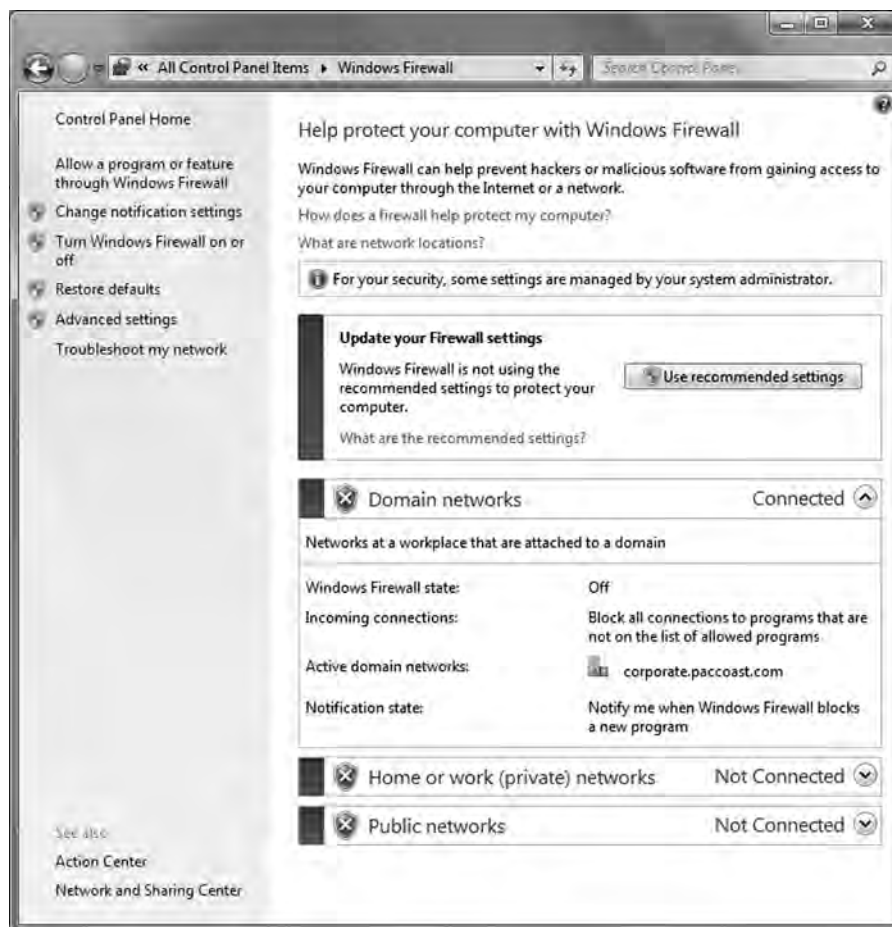 « All Control Panel Items ▸ Windows Firewall
Search Control Panel
Control Panel Home
Allow a program or feature
through Windows Firewall
Change notification settings
Turn Windows Firewall on or
off
Restore defaults
Advanced settings
Troubleshoot my network
See also
Action Center
Network and Sharing Center
Help protect your computer with Windows Firewall
Windows Firewall can help prevent hackers or malicious software from gaining access to
your computer through the Internet or a network.
How does a firewall help protect my computer?
What are network locations?
For your security, some settings are managed by your system administrator.
Update your Firewall settings
Windows Firewall is not using the
recommended settings to protect your
computer.
Use recommended settings
What are the recommended settings?
Domain networks Connected
Networks at a workplace that are attached to a domain
Windows Firewall state: Off
Incoming connections: Block all connections to programs that are
not on the list of allowed programs
Active domain networks: corporate.paccoast.com
Notification state: Notify me when Windows Firewall blocks
a new program
Home or work (private) networks Not Connected
Public networks Not Connected